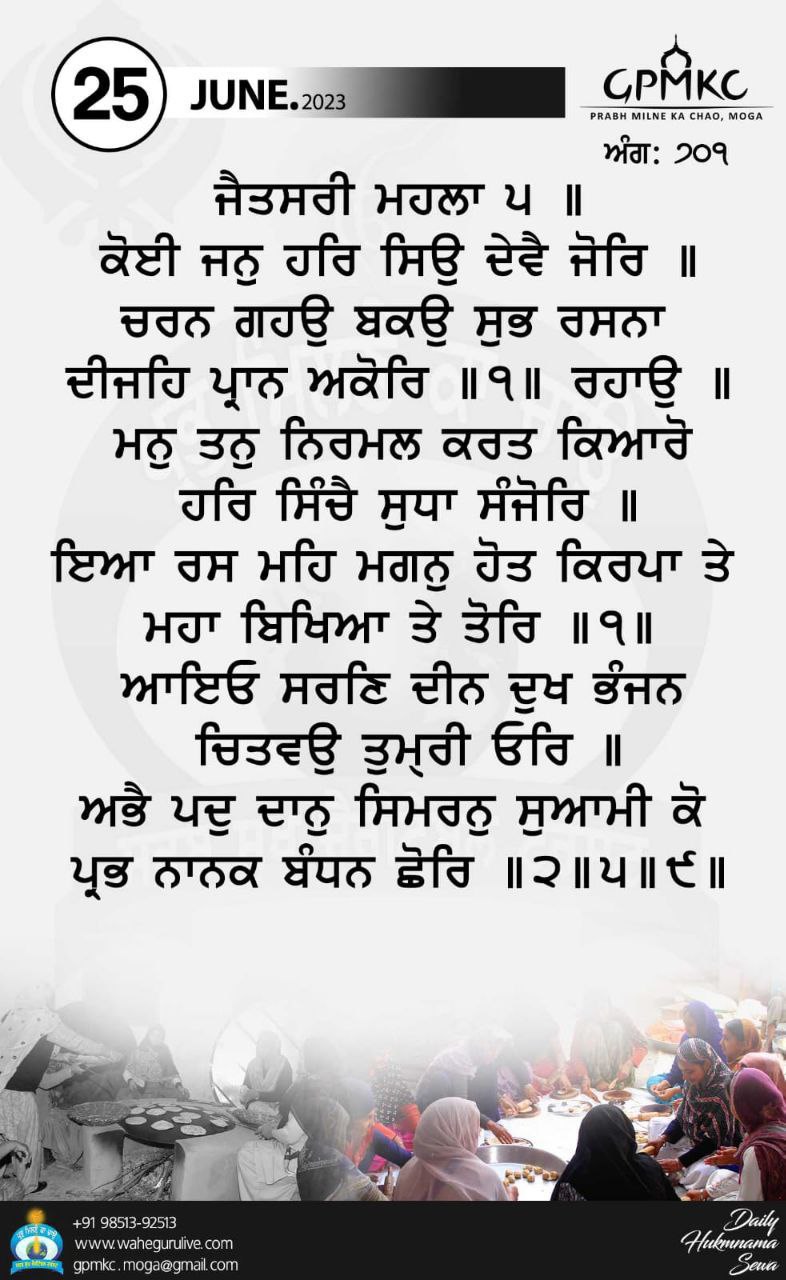 25 JUNE.2023
GPMKC
PRABH MILNE KA CHAO, MOGA
ਅੰਗ: ੭੦੧
ਜੈਤਸਰੀ ਮਹਲਾ ੫ ॥
ਕੋਈ ਜਨੁ ਹਰਿ ਸਿਉ ਦੇਵੈ ਜੋਰਿ ॥
ਚਰਨ ਗਹਉ ਬਕਉ ਸੁਭ ਰਸਨਾ
ਦੀਜਹਿ ਪ੍ਰਾਨ ਅਕੋਰਿ ॥੧॥ ਰਹਾਉ ॥
ਮਨੁ ਤਨੁ ਨਿਰਮਲ ਕਰਤ ਕਿਆਰੋ
ਹਰਿ ਸਿੰਚੈ ਸੁਧਾ ਸੰਜੋਰਿ ॥
ਇਆ ਰਸ ਮਹਿ ਮਗਨੁ ਹੋਤ ਕਿਰਪਾ ਤੇ
ਮਹਾ ਬਿਖਿਆ ਤੇ ਤੋਰਿ ॥੧॥
ਆਇਓ ਸਰਣਿ ਦੀਨ ਦੁਖ ਭੰਜਨ
ਚਿਤਵਉ ਤੁਮ੍ਰੀ ਓਰਿ ॥
ਅਭੈ ਪਦੁ ਦਾਨੁ ਸਿਮਰਨੁ ਸੁਆਮੀ ਕੋ
ਪ੍ਰਭ ਨਾਨਕ ਬੰਧਨ ਛੋਰਿ ॥੨॥੫॥੯॥
+91 98513-92513
www.wahegurulive.com
gpmkc.moga@gmail.com
Daily
Hukmnama
Sewa